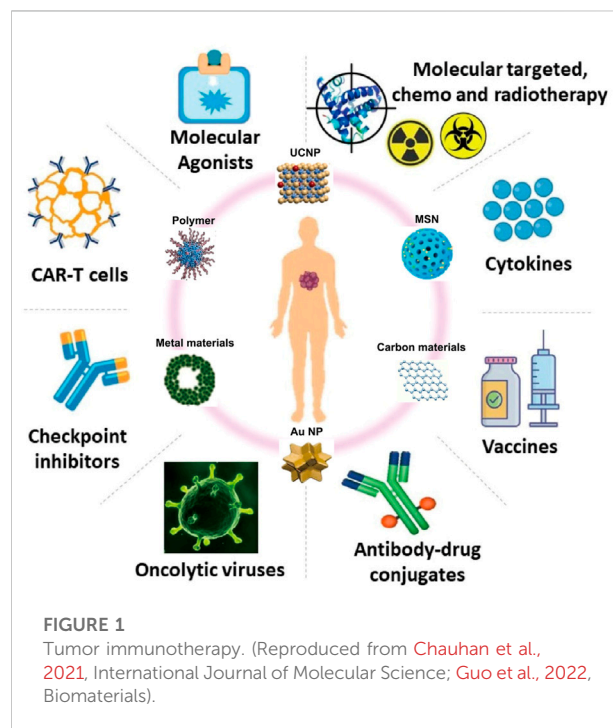 Molecular
Agonists
Molecular targeted,
chemo and radiotherapy
UCNP
Polymer
MSN
CAR-T cells
Cytokines
Metal materials
Carbon materials
Checkpoint
inhibitors
Au NP
Vaccines
Oncolytic viruses
Antibody-drug
conjugates
FIGURE 1
Tumor immunotherapy. (Reproduced from Chauhan et al.,
2021, International Journal of Molecular Science; Guo et al., 2022,
Biomaterials).